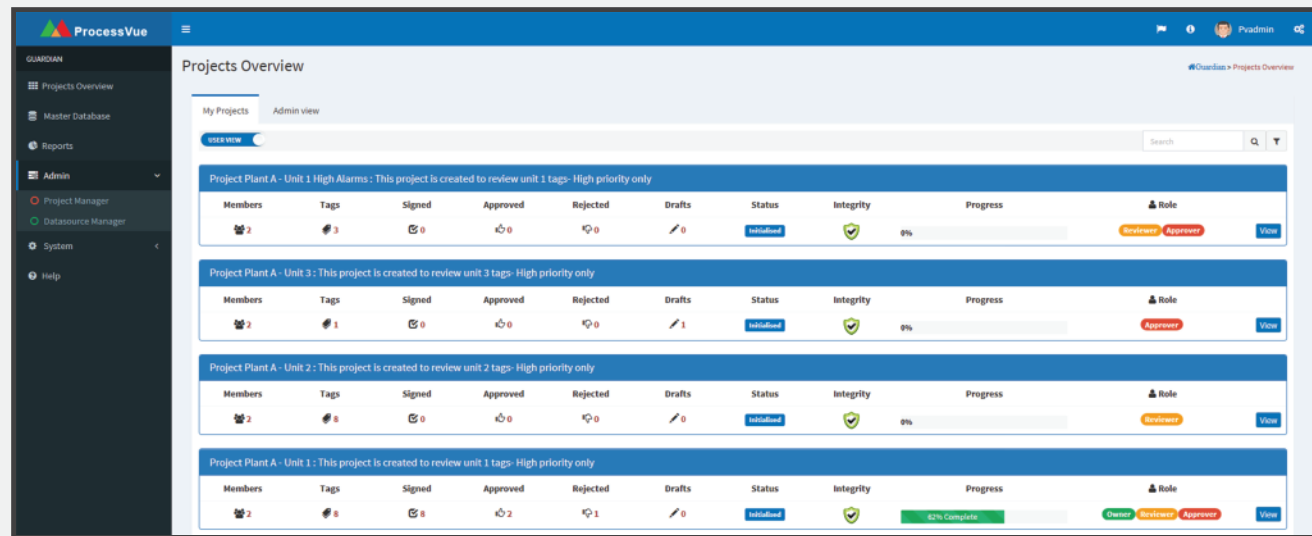 ProcessVue
Pvadmin
GUARDIAN
Projects Overview
Master Database
Reports
Admin
Project Manager
Datasource Manager
System
Help
Projects Overview
Guardian > Projects Overview
My Projects Admin view
USER VIEW Search
Project Plant A - Unit 1 High Alarms : This project is created to review unit 1 tags- High priority only
Members Tags Signed Approved Rejected Drafts Status Integrity Progress Role
2 3 0 0 0 0 Initialised 0% Reviewer Approver View
Project Plant A - Unit 3 : This project is created to review unit 3 tags- High priority only
Members Tags Signed Approved Rejected Drafts Status Integrity Progress Role
2 1 0 0 0 1 Initialised 0% Approver View
Project Plant A - Unit 2 : This project is created to review unit 2 tags- High priority only
Members Tags Signed Approved Rejected Drafts Status Integrity Progress Role
2 8 0 0 0 0 Initialised 0% Reviewer View
Project Plant A - Unit 1 : This project is created to review unit 1 tags- High priority only
Members Tags Signed Approved Rejected Drafts Status Integrity Progress Role
2 8 8 2 1 0 Initialised 62% Complete Owner Reviewer Approver View